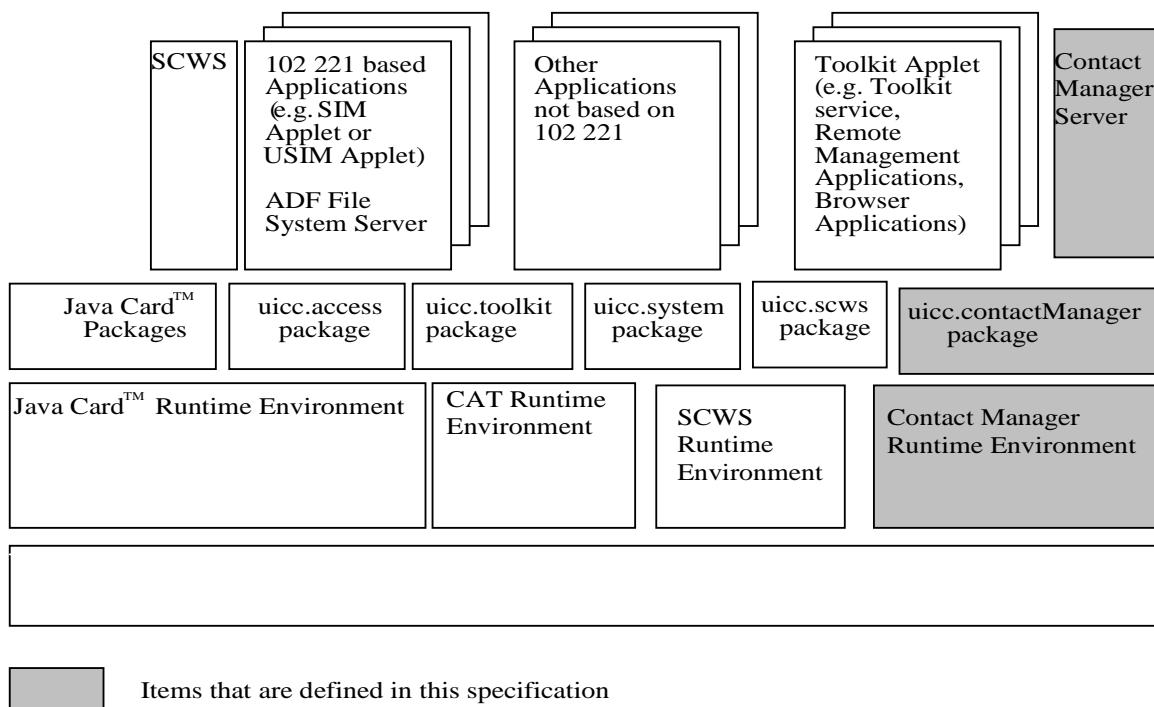 SCWS
102 221 based
Applications
(e.g. SIM
Applet or
USIM Applet)
ADF File
System Server
Other
Applications
not based on
102 221
Toolkit Applet
(e.g. Toolkit
service,
Remote
Management
Applications,
Browser
Applications)
Contact
Manager
Server
Java Card™
Packages
uicc.access
package
uicc.toolkit
package
uicc.system
package
uicc.scws
package
uicc.contactManager
package
Java Card™ Runtime Environment
CAT Runtime
Environment
SCWS
Runtime
Environment
Contact Manager
Runtime Environment
Items that are defined in this specification